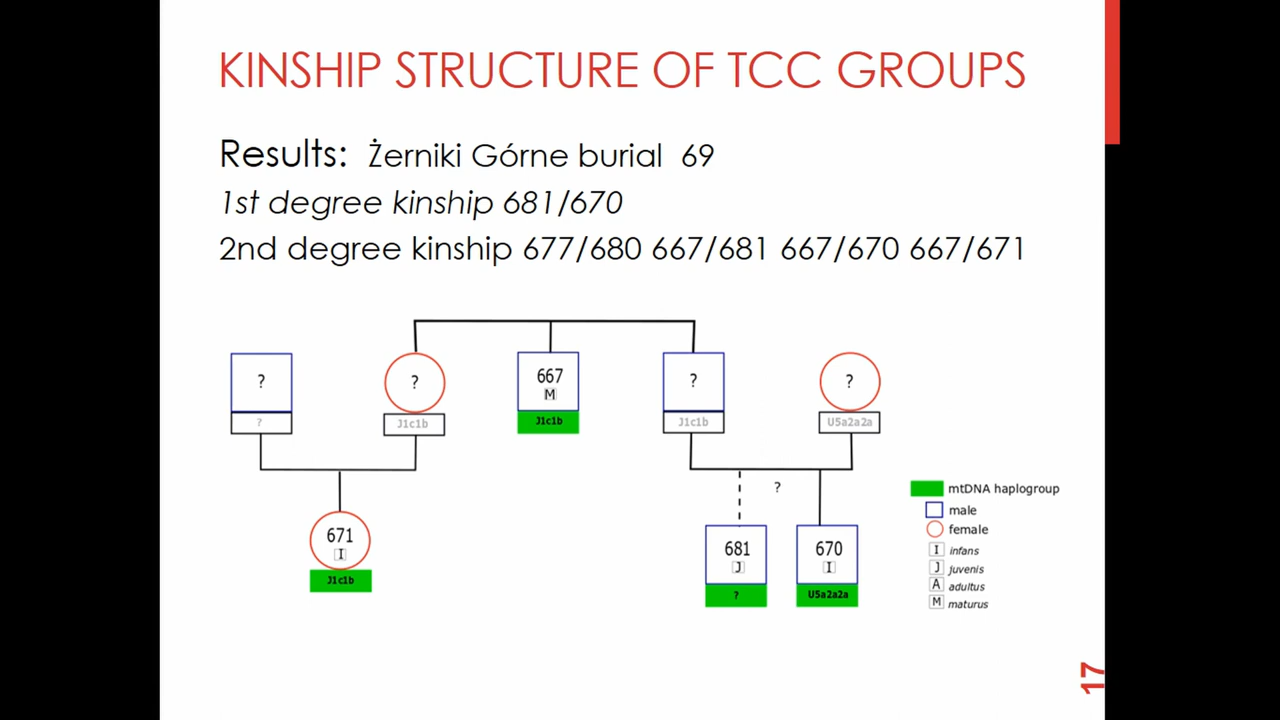 KINSHIP STRUCTURE OF TCC GROUPS
Results: Żerniki Górne burial 69
1st degree kinship 681/670
2nd degree kinship 677/680 667/681 667/670 667/671
? ? 667 ? ?
M
? J1c1b J1c1b J1c1b U5a2a2a
?
671 681 670
I J I
J1c1b ? U5a2a2a
mtDNA haplogroup
male
female
I infans
J juvenis
A adultus
M maturus
17